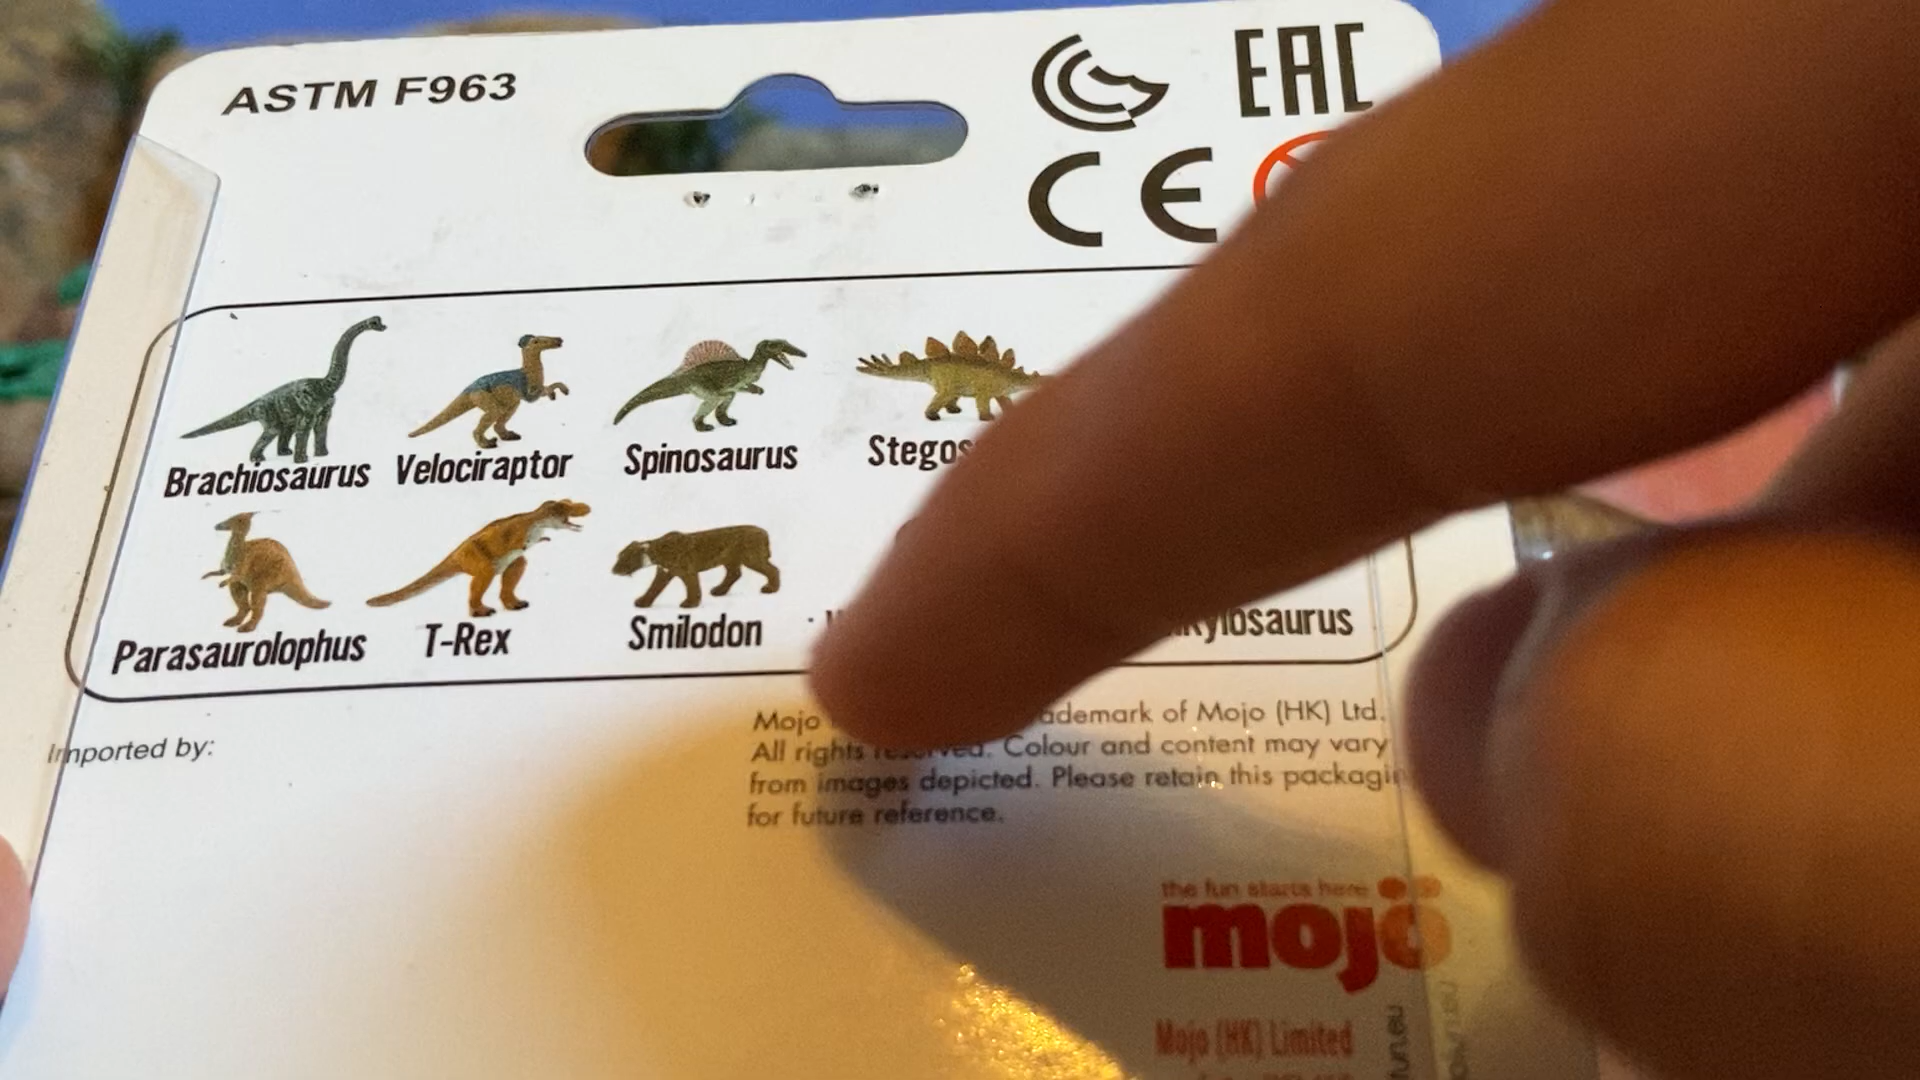 ASTM F963
EAC
CE
Brachiosaurus Velociraptor Spinosaurus Stegos
Parasaurolophus T-Rex Smilodon kylosaurus
Imported by:
Mojo ademark of Mojo (HK) Ltd.
All rights reserved. Colour and content may vary
from images depicted. Please retain this packagin
for future reference.
the fun starts here
mojo
Mojo (HK) Limited
fun.eu